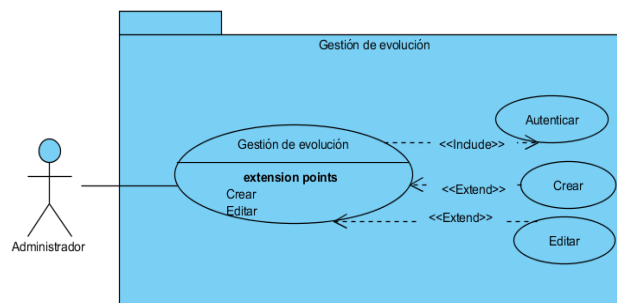 Gestión de evolución
Autenticar
Gestión de evolución
<<Include>>
extension points
Crear
Editar
<<Extend>>
Crear
<<Extend>>
Editar
Administrador